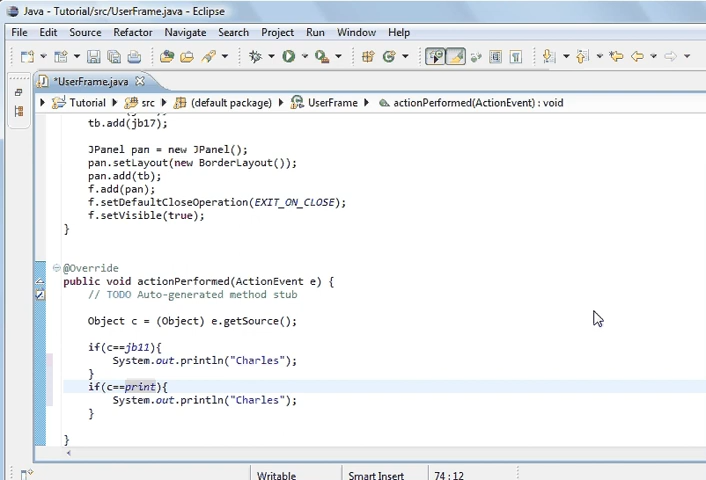 Java - Tutorial/src/UserFrame.java - Eclipse
File Edit Source Refactor Navigate Search Project Run Window Help
*UserFrame.java
Tutorial src (default package) UserFrame actionPerformed(ActionEvent) : void
tb.add(jb17);
JPanel pan = new JPanel();
pan.setLayout(new BorderLayout());
pan.add(tb);
f.add(pan);
f.setDefaultCloseOperation(EXIT_ON_CLOSE);
f.setVisible(true);
}
@Override
public void actionPerformed(ActionEvent e) {
// TODO Auto-generated method stub
Object c = (Object) e.getSource();
if(c==jb11){
System.out.println("Charles");
}
if(c==print){
System.out.println("Charles");
}
}
Writable Smart Insert 74 : 12